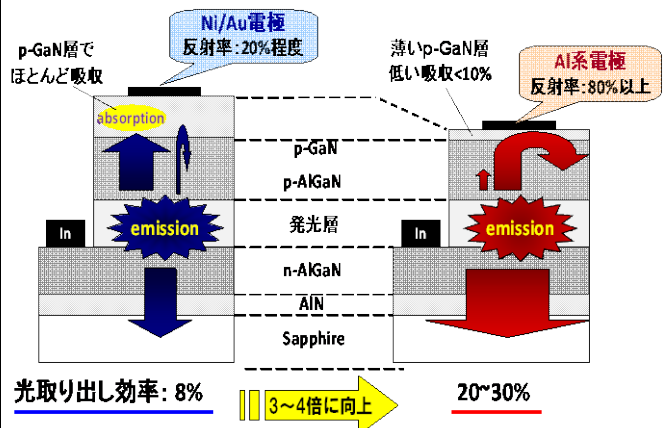 Ni/Au電極
反射率：20%程度
p-GaN層で
ほとんど吸収
absorption
薄いp-GaN層
低い吸収<10%
Al系電極
反射率：80%以上
p-GaN
p-AlGaN
In
emission
発光層
In
emission
n-AlGaN
AlN
Sapphire
光取り出し効率： 8%
3～4倍に向上
20~30%